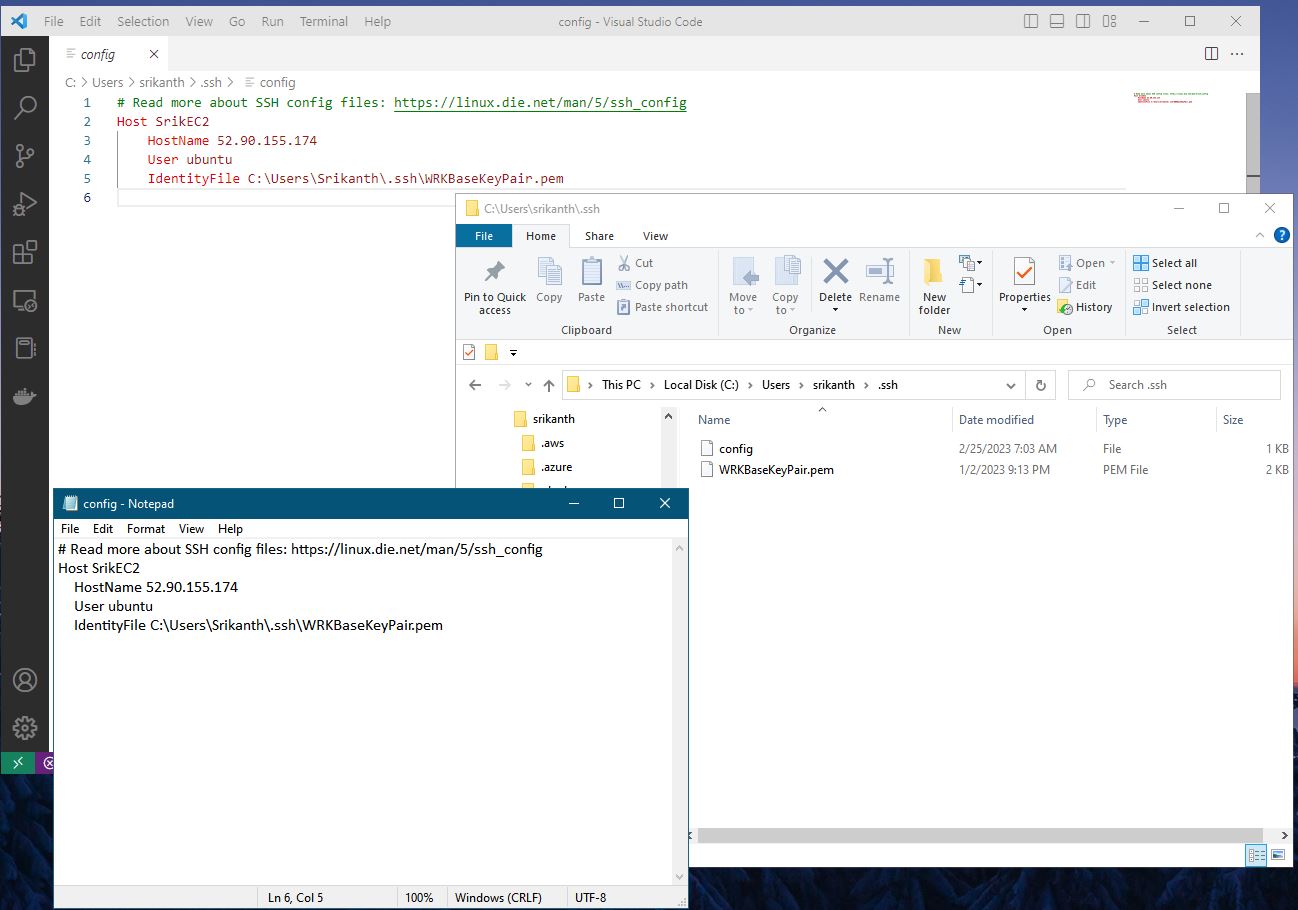 File Edit Selection View Go Run Terminal Help
config - Visual Studio Code
config
C: > Users > srikanth > .ssh > config
1 # Read more about SSH config files: https://linux.die.net/man/5/ssh_config
2 Host SrikEC2
3 HostName 52.90.155.174
4 User ubuntu
5 IdentityFile C:\Users\Srikanth\.ssh\WRKBaseKeyPair.pem
6
C:\Users\srikanth\.ssh
File Home Share View
Pin to Quick access
Copy
Paste
Cut
Copy path
Paste shortcut
Clipboard
Move to
Copy to
Delete
Rename
Organize
New folder
New
Properties
Open
Edit
History
Open
Select all
Select none
Invert selection
Select
This PC > Local Disk (C:) > Users > srikanth > .ssh
Search .ssh
srikanth
.aws
.azure
Name Date modified Type Size
config 2/25/2023 7:03 AM File 1 KB
WRKBaseKeyPair.pem 1/2/2023 9:13 PM PEM File 2 KB
config - Notepad
File Edit Format View Help
# Read more about SSH config files: https://linux.die.net/man/5/ssh_config
Host SrikEC2
HostName 52.90.155.174
User ubuntu
IdentityFile C:\Users\Srikanth\.ssh\WRKBaseKeyPair.pem
Ln 6, Col 5 100% Windows (CRLF) UTF-8